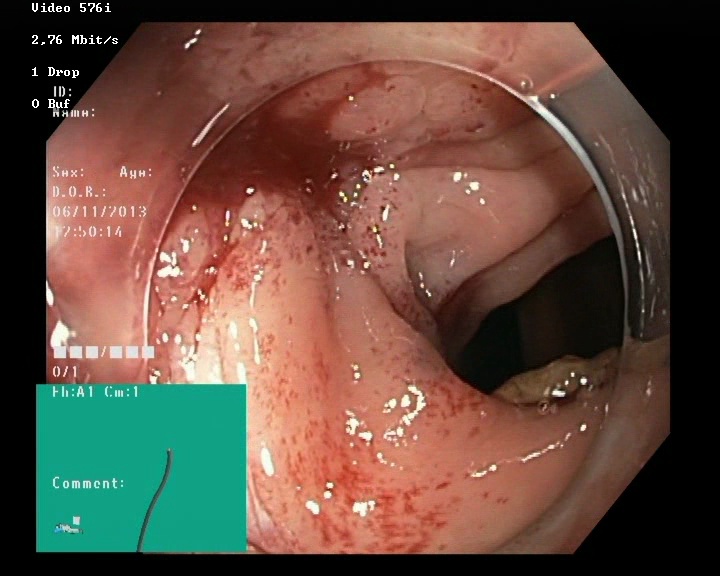 Video 576i
2,76 Mbit/s
1 Drop
0 Buf
ID:
Name:
Sex: Age:
D.O.B.:
06/11/2013
12:50:14
0/1
Eh:A1 Cm:1
Comment: